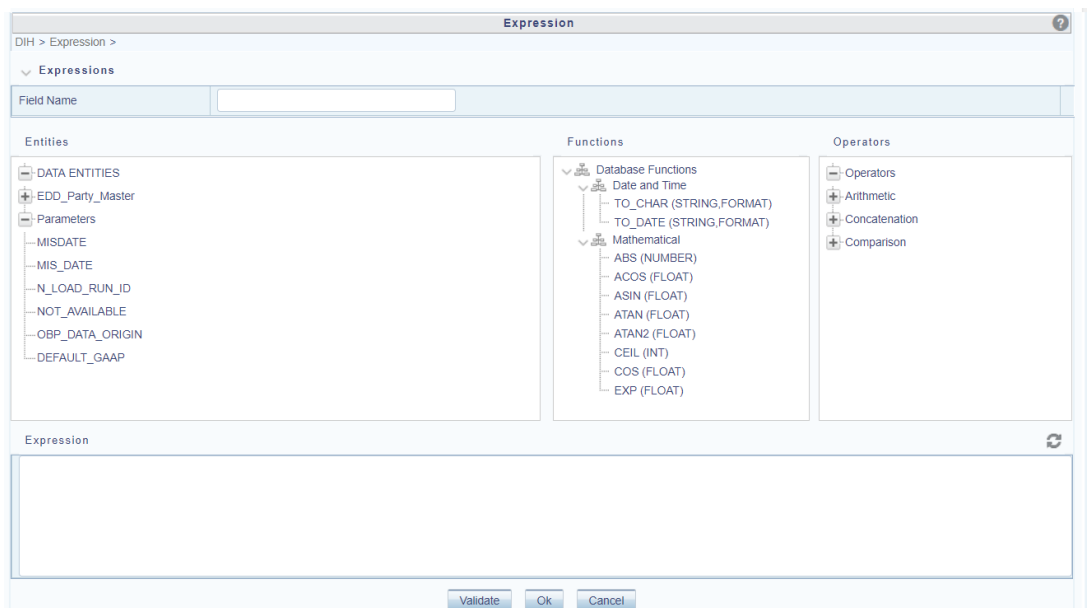 Expression
?
DIH > Expression >
Expressions
Field Name
Entities
DATA ENTITIES
EDD_Party_Master
Parameters
MISDATE
MIS_DATE
N_LOAD_RUN_ID
NOT_AVAILABLE
OBP_DATA_ORIGIN
DEFAULT_GAAP
Functions
Database Functions
Date and Time
TO_CHAR (STRING,FORMAT)
TO_DATE (STRING,FORMAT)
Mathematical
ABS (NUMBER)
ACOS (FLOAT)
ASIN (FLOAT)
ATAN (FLOAT)
ATAN2 (FLOAT)
CEIL (INT)
COS (FLOAT)
EXP (FLOAT)
Operators
Operators
Arithmetic
Concatenation
Comparison
Expression
Validate Ok Cancel